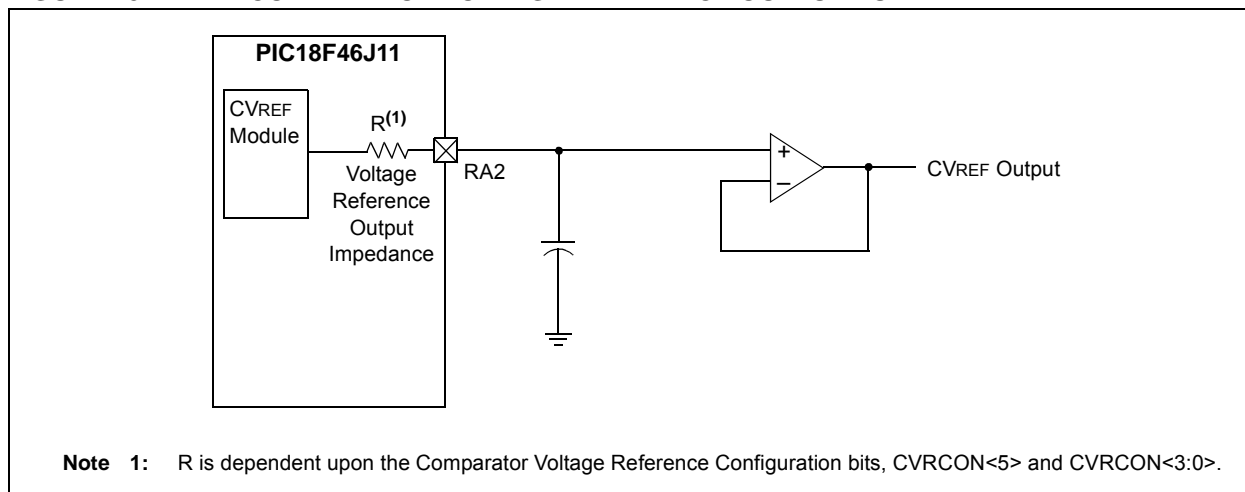 PIC18F46J11
CVREF
Module
R(1)
Voltage
Reference
Output
Impedance
RA2
+
–
CVREF Output
Note 1: R is dependent upon the Comparator Voltage Reference Configuration bits, CVRCON<5> and CVRCON<3:0>.